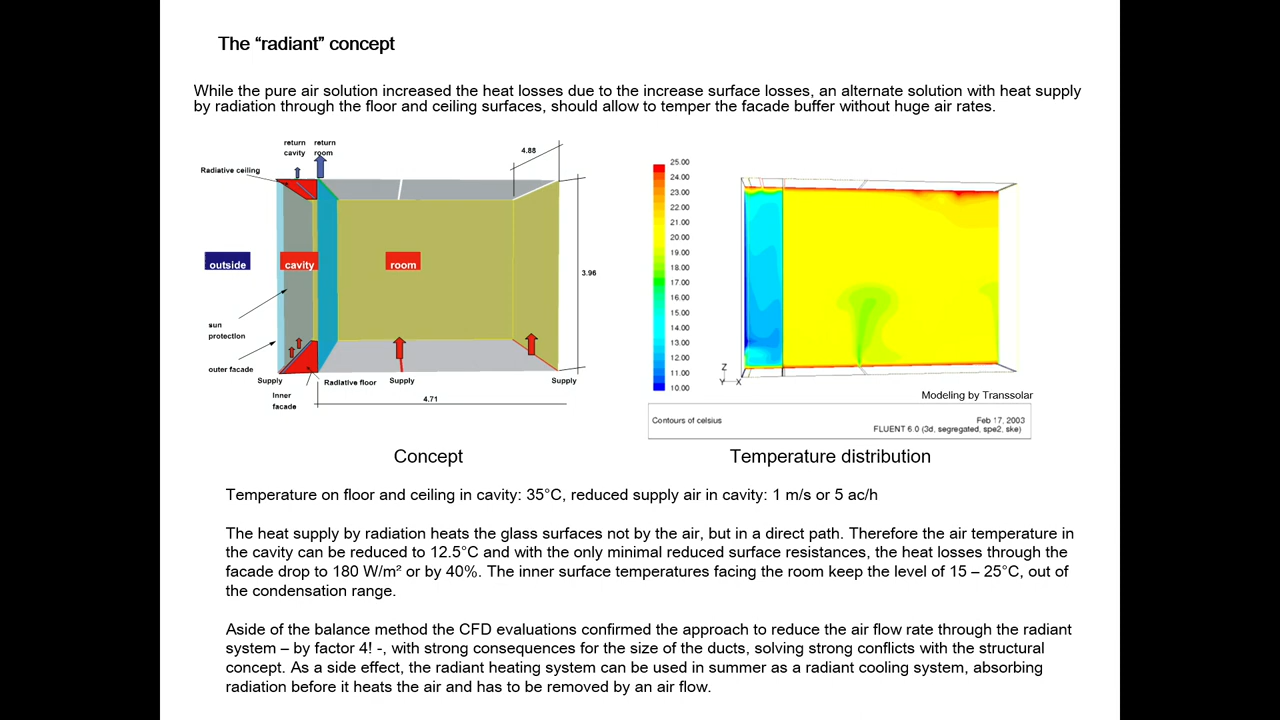 The “radiant” concept
While the pure air solution increased the heat losses due to the increase surface losses, an alternate solution with heat supply
by radiation through the floor and ceiling surfaces, should allow to temper the facade buffer without huge air rates.
return return
cavity room
Radiative ceiling
4.88
outside
cavity
room
3.96
sun
protection
outer facade
Supply
Radiative floor
Supply
Supply
Inner
facade
4.71
25.00
24.00
23.00
22.00
21.00
20.00
19.00
18.00
17.00
16.00
15.00
14.00
13.00
12.00
11.00
10.00
Z
Y X
Modeling by Transsolar
Contours of celsius
Feb 17, 2003
FLUENT 6.0 (3d, segregated, spe2, ske)
Concept
Temperature distribution
Temperature on floor and ceiling in cavity: 35°C, reduced supply air in cavity: 1 m/s or 5 ac/h
The heat supply by radiation heats the glass surfaces not by the air, but in a direct path. Therefore the air temperature in
the cavity can be reduced to 12.5°C and with the only minimal reduced surface resistances, the heat losses through the
facade drop to 180 W/m² or by 40%. The inner surface temperatures facing the room keep the level of 15 – 25°C, out of
the condensation range.
Aside of the balance method the CFD evaluations confirmed the approach to reduce the air flow rate through the radiant
system – by factor 4! -, with strong consequences for the size of the ducts, solving strong conflicts with the structural
concept. As a side effect, the radiant heating system can be used in summer as a radiant cooling system, absorbing
radiation before it heats the air and has to be removed by an air flow.